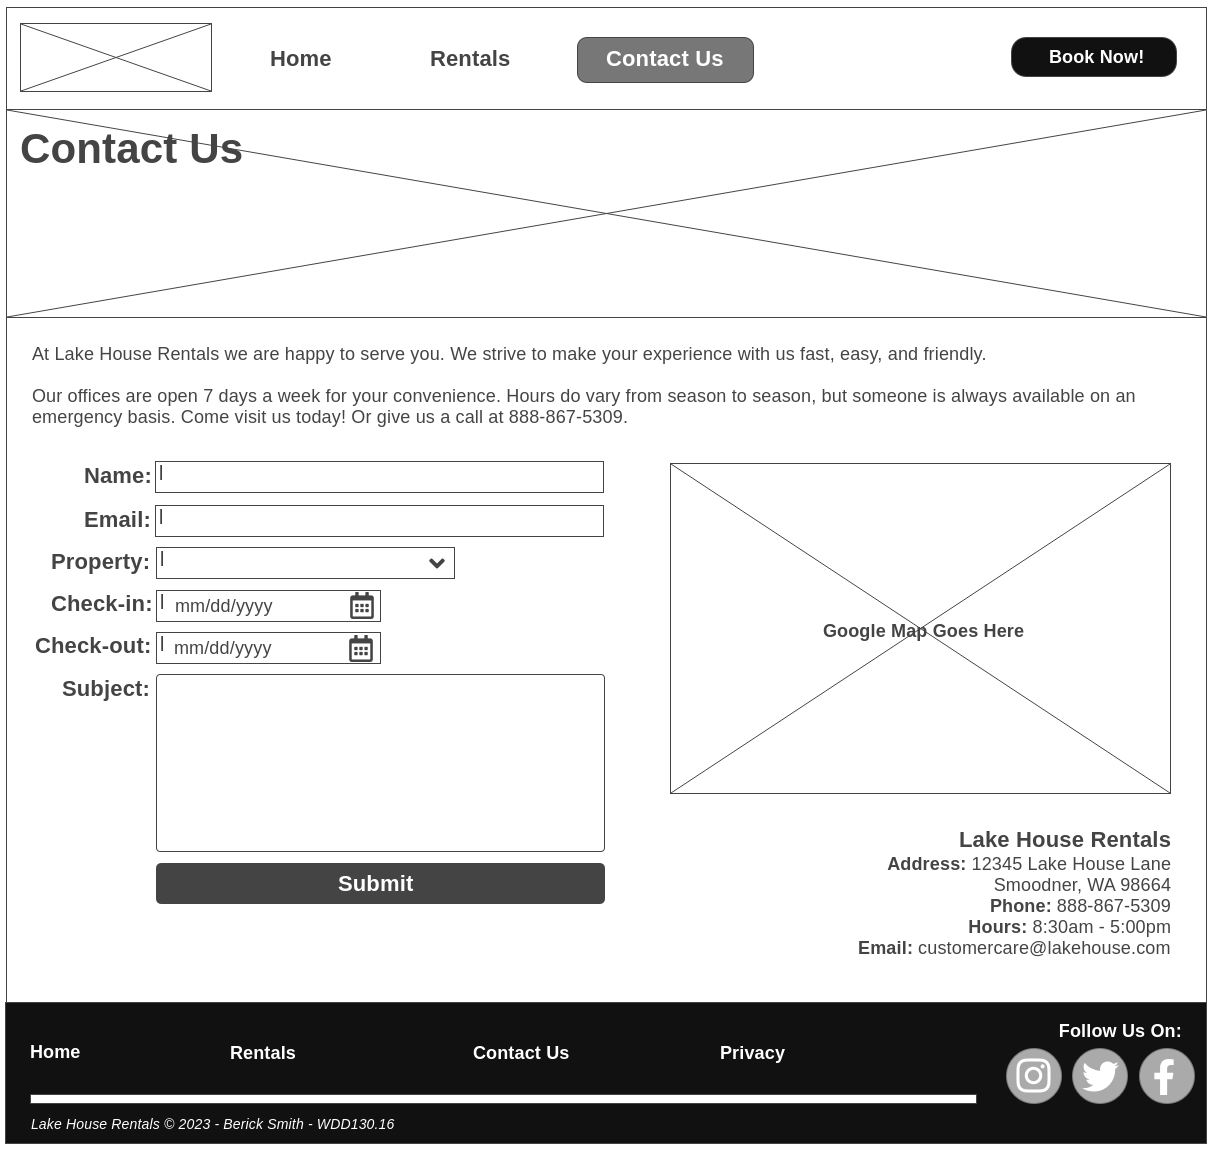 Home
Rentals
Contact Us
Book Now!
Contact Us
At Lake House Rentals we are happy to serve you. We strive to make your experience with us fast, easy, and friendly.
Our offices are open 7 days a week for your convenience. Hours do vary from season to season, but someone is always available on an
emergency basis. Come visit us today! Or give us a call at 888-867-5309.
Name:
Email:
Property:
Check-in:
mm/dd/yyyy
Check-out:
mm/dd/yyyy
Subject:
Submit
Google Map Goes Here
Lake House Rentals
Address: 12345 Lake House Lane
Smoodner, WA 98664
Phone: 888-867-5309
Hours: 8:30am - 5:00pm
Email: customercare@lakehouse.com
Home
Rentals
Contact Us
Privacy
Follow Us On:
Lake House Rentals © 2023 - Berick Smith - WDD130.16